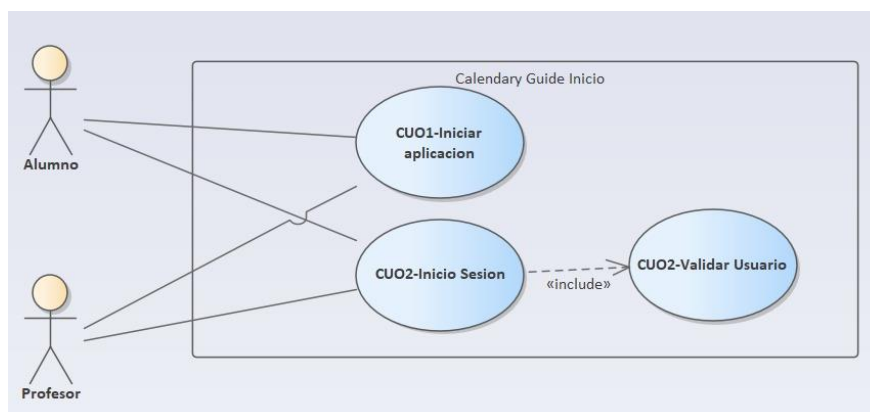 Calendary Guide Inicio
Alumno
CUO1-Iniciar
aplicacion
CUO2-Inicio Sesion
«include»
CUO2-Validar Usuario
Profesor